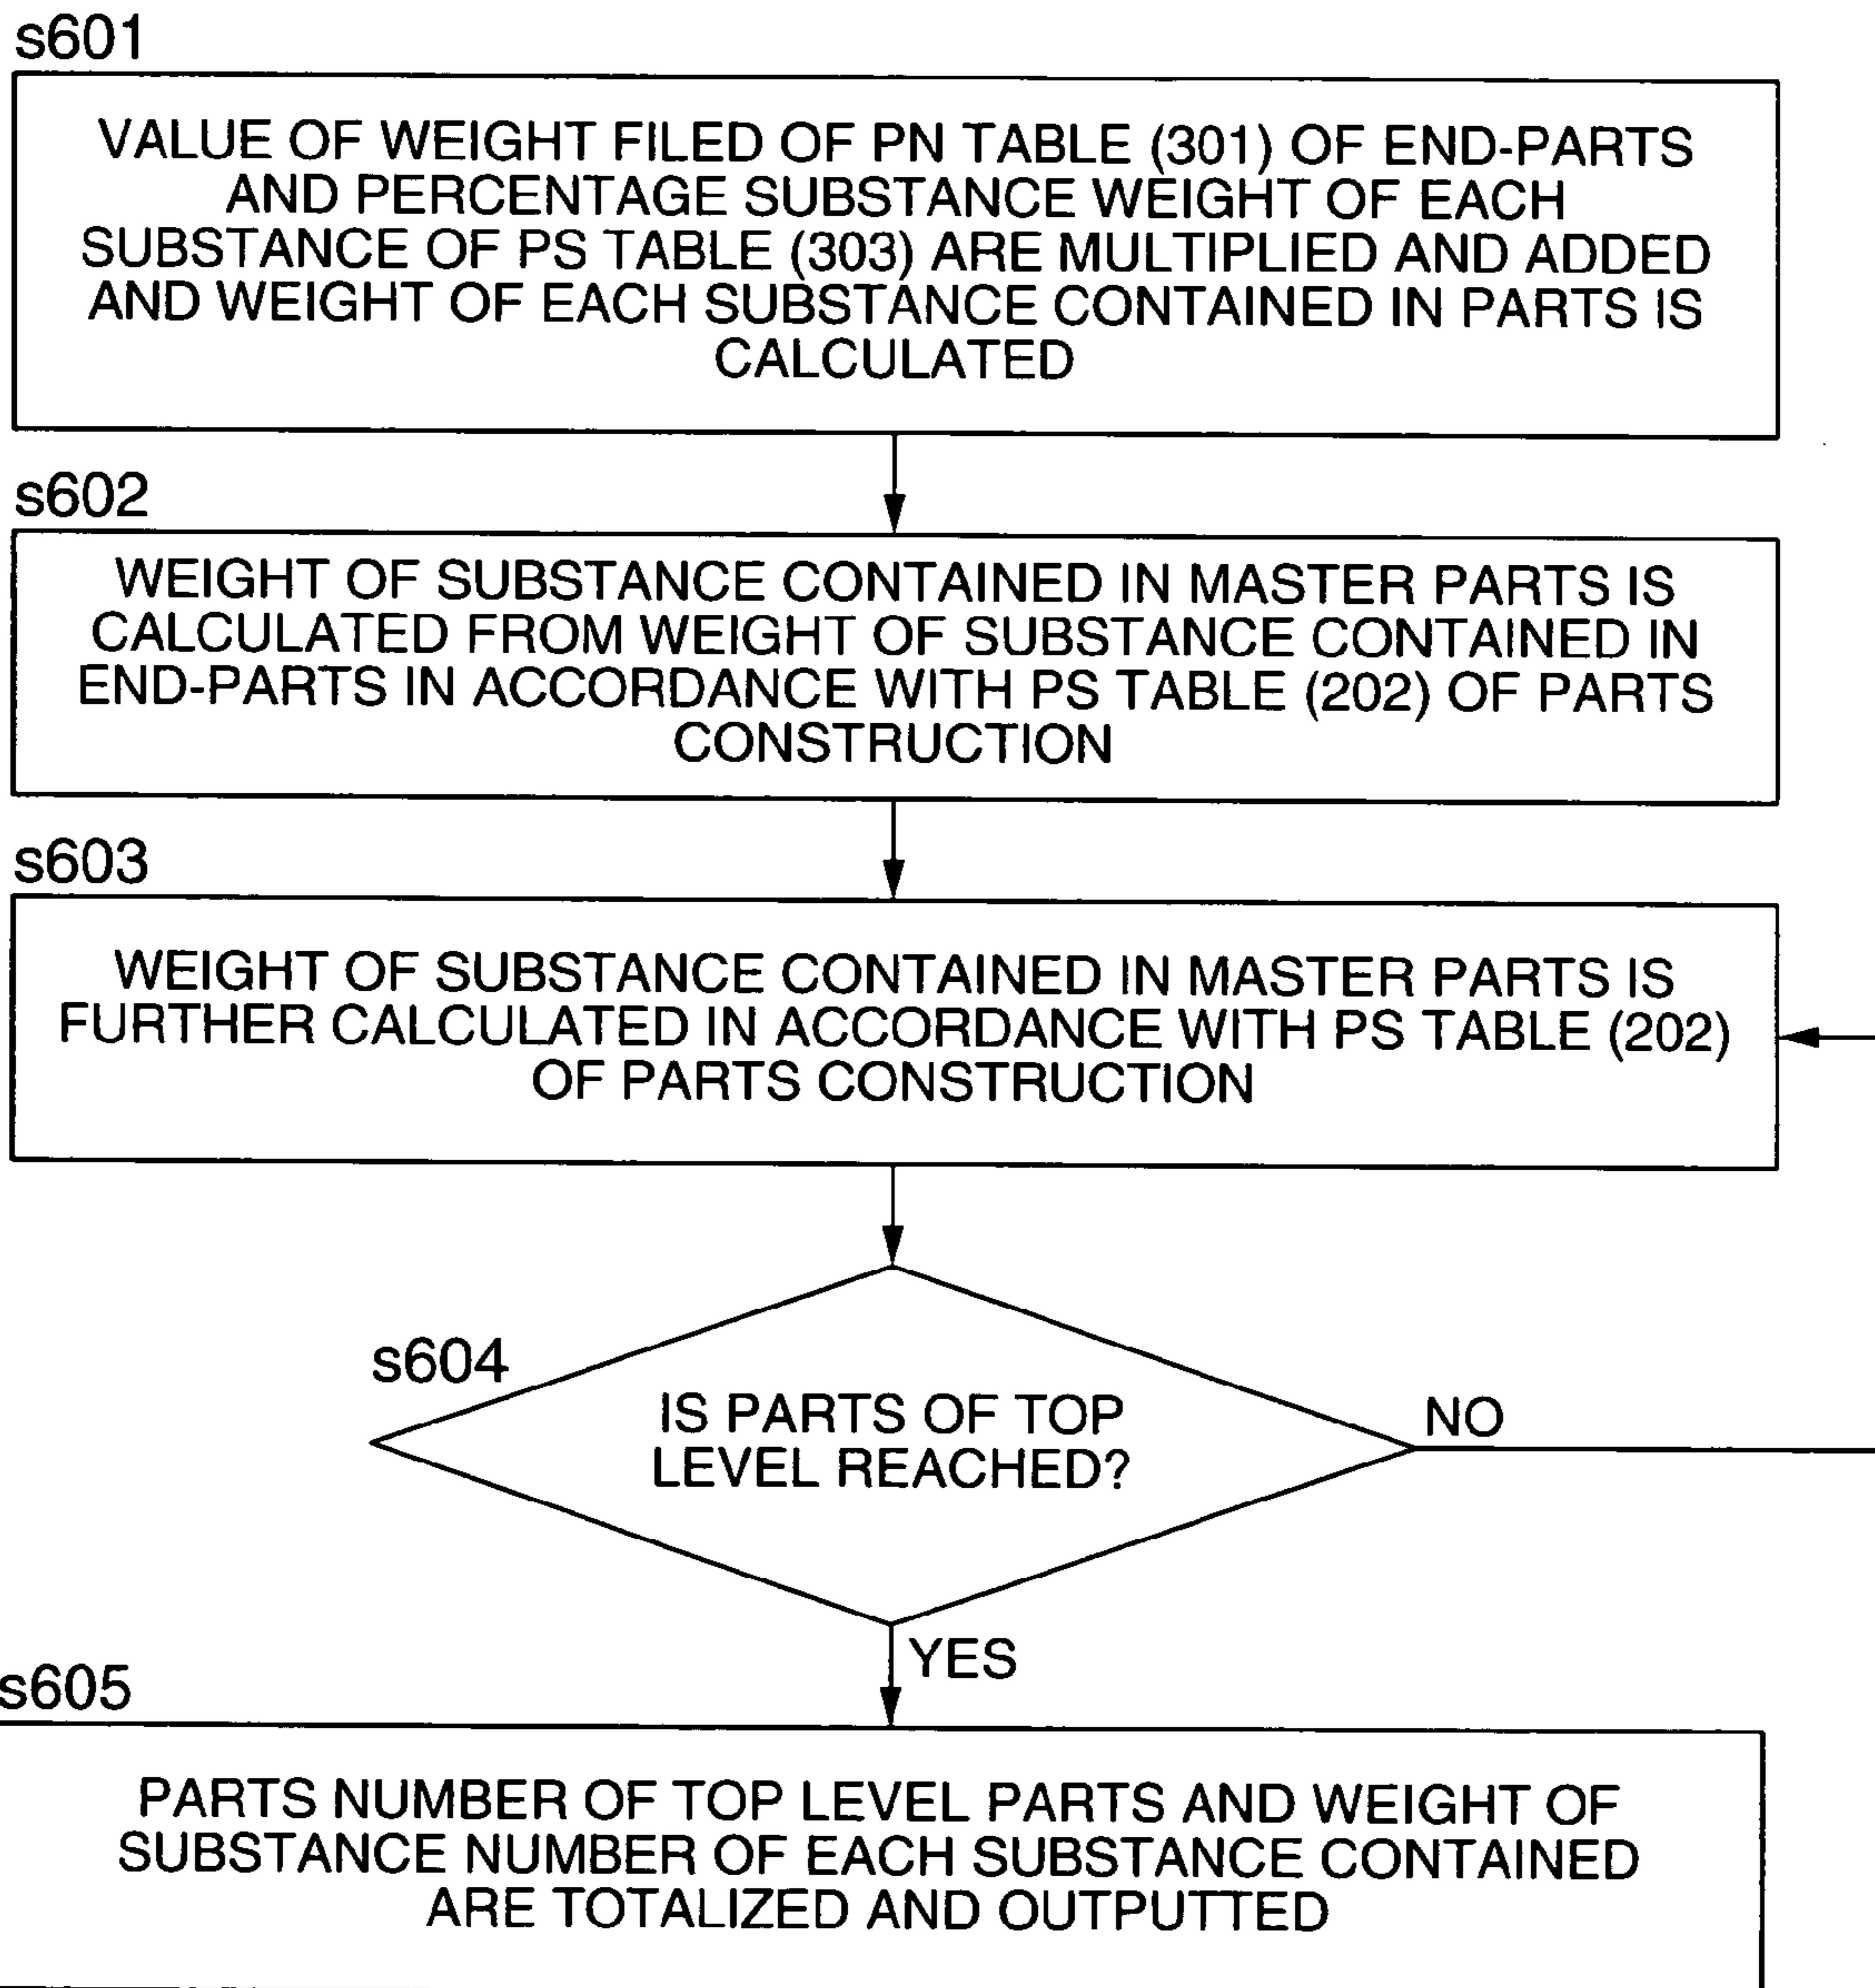 s601
VALUE OF WEIGHT FILED OF PN TABLE (301) OF END-PARTS
AND PERCENTAGE SUBSTANCE WEIGHT OF EACH
SUBSTANCE OF PS TABLE (303) ARE MULTIPLIED AND ADDED
AND WEIGHT OF EACH SUBSTANCE CONTAINED IN PARTS IS
CALCULATED
s602
WEIGHT OF SUBSTANCE CONTAINED IN MASTER PARTS IS
CALCULATED FROM WEIGHT OF SUBSTANCE CONTAINED IN
END-PARTS IN ACCORDANCE WITH PS TABLE (202) OF PARTS
CONSTRUCTION
s603
WEIGHT OF SUBSTANCE CONTAINED IN MASTER PARTS IS
FURTHER CALCULATED IN ACCORDANCE WITH PS TABLE (202)
OF PARTS CONSTRUCTION
s604
IS PARTS OF TOP
LEVEL REACHED?
NO
YES
s605
PARTS NUMBER OF TOP LEVEL PARTS AND WEIGHT OF
SUBSTANCE NUMBER OF EACH SUBSTANCE CONTAINED
ARE TOTALIZED AND OUTPUTTED